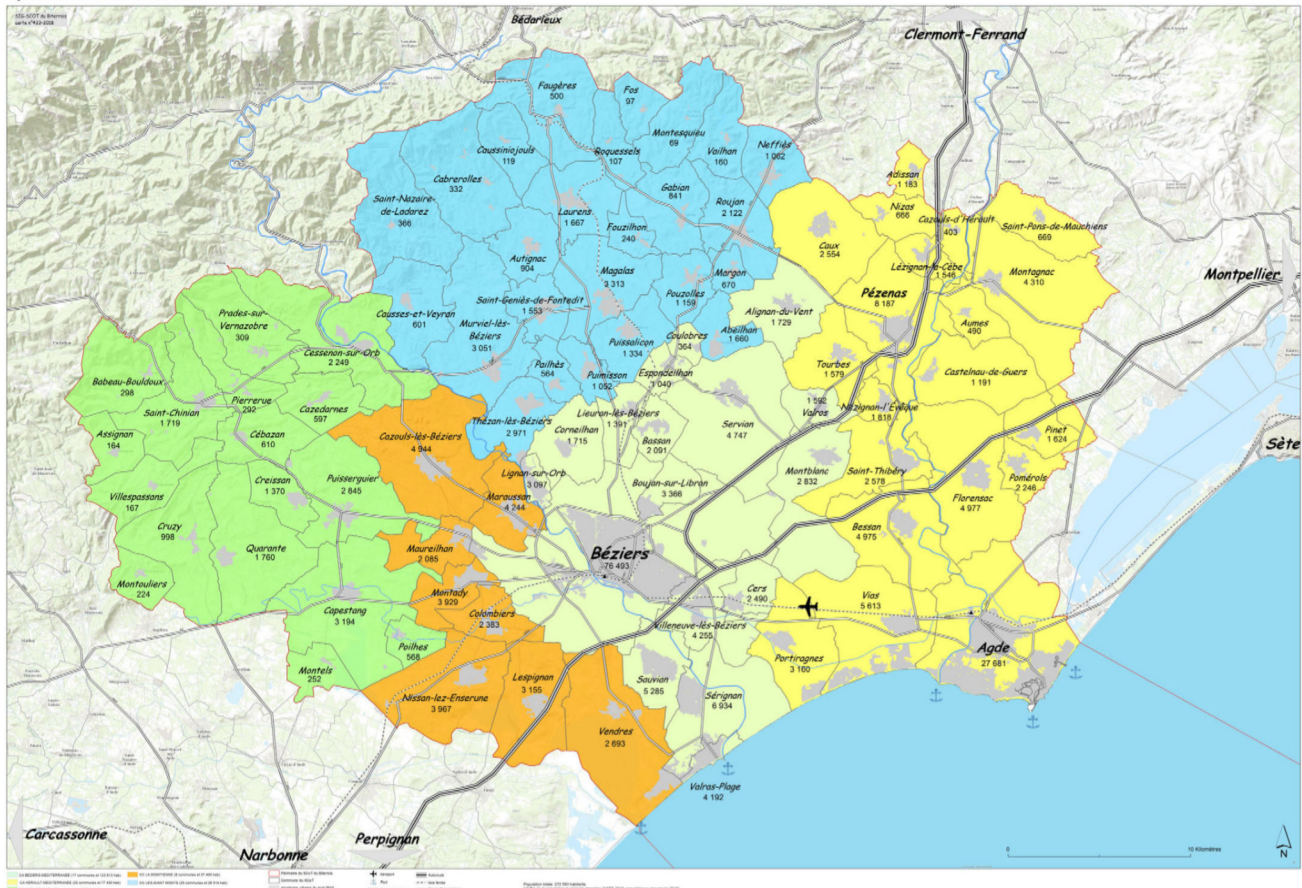 SIG-SCOT du Biterrois
Bédarieux
Clermont-Ferrand
Faugères
500
Fos
97
Montesquieu
69
Caussiniojouls
119
Roquessels
107
Vailhan
160
Neffiès
1 062
Cabrerolles
332
Gabian
841
Adissan
1 183
Saint-Nazaire-
de-Ladarez
366
Laurens
1 667
Roujan
2 122
Nizas
666
Cazouls-d'Hérault
403
Saint-Pons-de-Mauchiens
669
Fouzilhon
240
Caux
2 554
Autignac
904
Magalas
3 313
Margon
670
Lézignan-la-Cèbe
1 546
Montagnac
4 310
Montpellier
Pézenas
8 187
Pouzolles
1 159
Saint-Geniès-de-Fontedit
1 553
Causses-et-Veyran
601
Alignan-du-Vent
1 729
Prades-sur-
Vernazobre
309
Murviel-lès-
Béziers
3 051
Abeilhan
1 660
Aumes
490
Coulobres
364
Puissalicon
1 334
Cessenon-sur-Orb
2 249
Pailhès
564
Puimisson
1 052
Espondeilhan
1 040
Tourbes
1 579
Castelnau-de-Guers
1 191
Babeau-Bouldoux
298
Pierrerue
292
Cazedarnes
597
1 592
Valros
Nézignan-l'Évêque
1 818
Saint-Chinian
1 719
Lieuran-lès-Béziers
1 391
Servian
4 747
Thézan-lès-Béziers
2 971
Corneilhan
1 715
Bassan
2 091
Pinet
1 624
Assignan
164
Cébazan
610
Cazouls-lès-Béziers
4 944
Sète
Lignan-sur-Orb
3 097
Montblanc
2 832
Saint-Thibéry
2 578
Pomérols
2 246
Creissan
1 370
Puisserguier
2 845
Boujan-sur-Libron
3 366
Villespassans
167
Maraussan
4 244
Florensac
4 977
Cruzy
998
Bessan
4 975
Quarante
1 760
Maureilhan
2 085
Béziers
76 493
Montouliers
224
Montady
3 929
Cers
2 490
Vias
5 613
Capestang
3 194
Colombiers
2 383
Villeneuve-lès-Béziers
4 255
Agde
27 681
Poilhes
568
Portiragnes
3 160
Montels
252
Nissan-lez-Enserune
3 967
Lespignan
3 155
Sauvian
5 285
Sérignan
6 934
Vendres
2 693
Valras-Plage
4 192
Carcassonne
Perpignan
Narbonne
0
10 Kilomètres
N